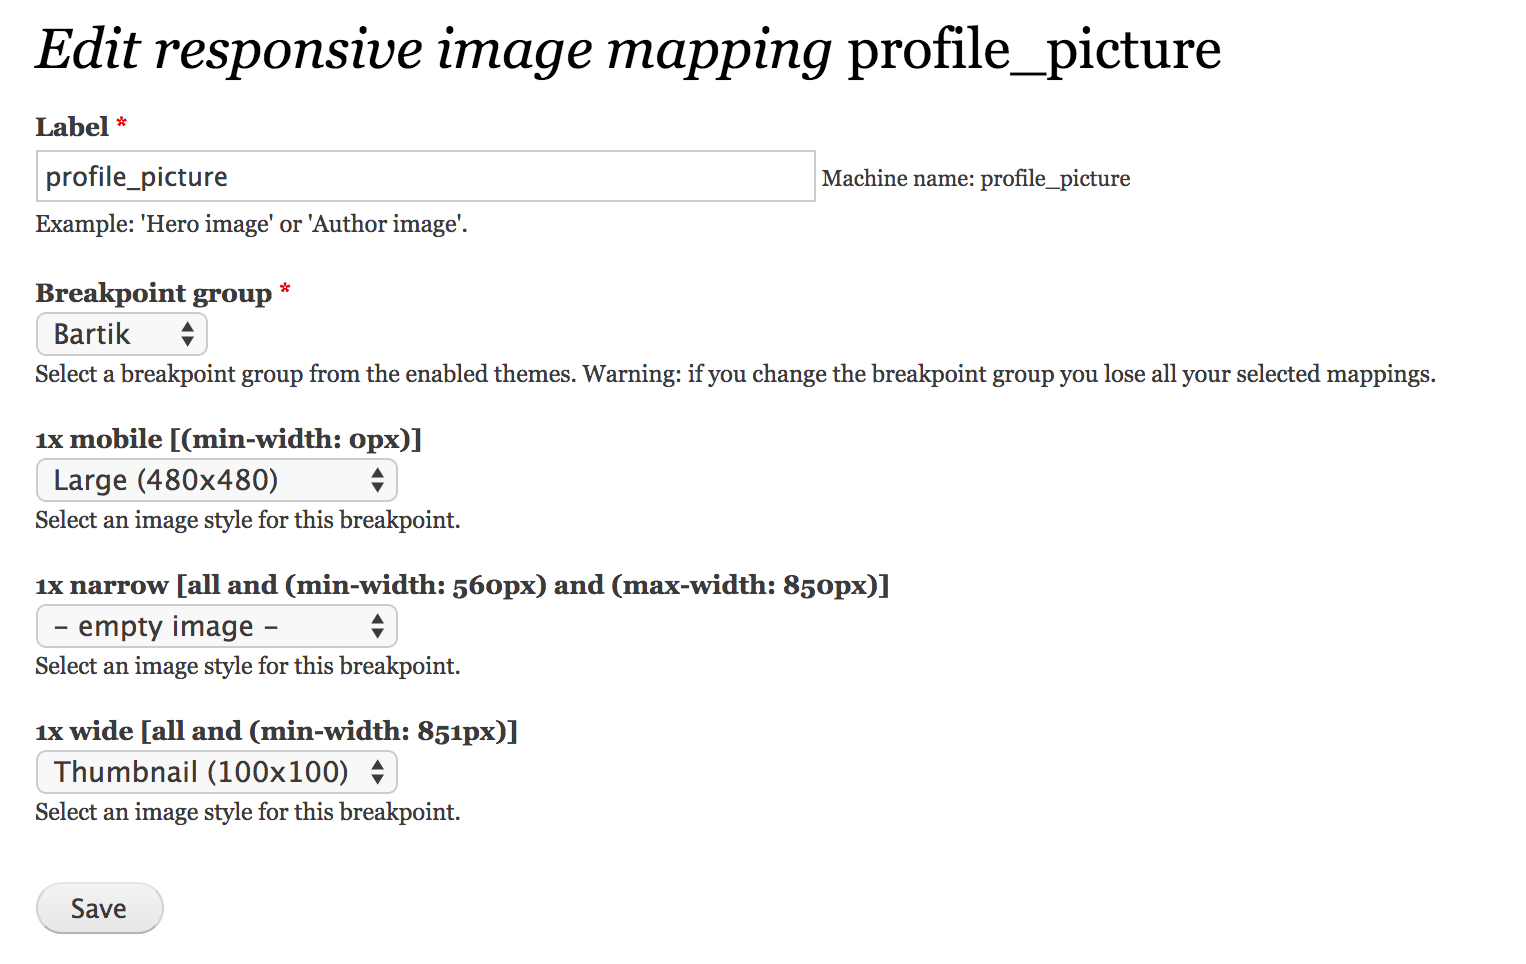 Edit responsive image mapping profile_picture
Label *
profile_picture Machine name: profile_picture
Example: 'Hero image' or 'Author image'.
Breakpoint group *
Bartik
Select a breakpoint group from the enabled themes. Warning: if you change the breakpoint group you lose all your selected mappings.
1x mobile [(min-width: 0px)]
Large (480x480)
Select an image style for this breakpoint.
1x narrow [all and (min-width: 560px) and (max-width: 850px)]
– empty image –
Select an image style for this breakpoint.
1x wide [all and (min-width: 851px)]
Thumbnail (100x100)
Select an image style for this breakpoint.
Save